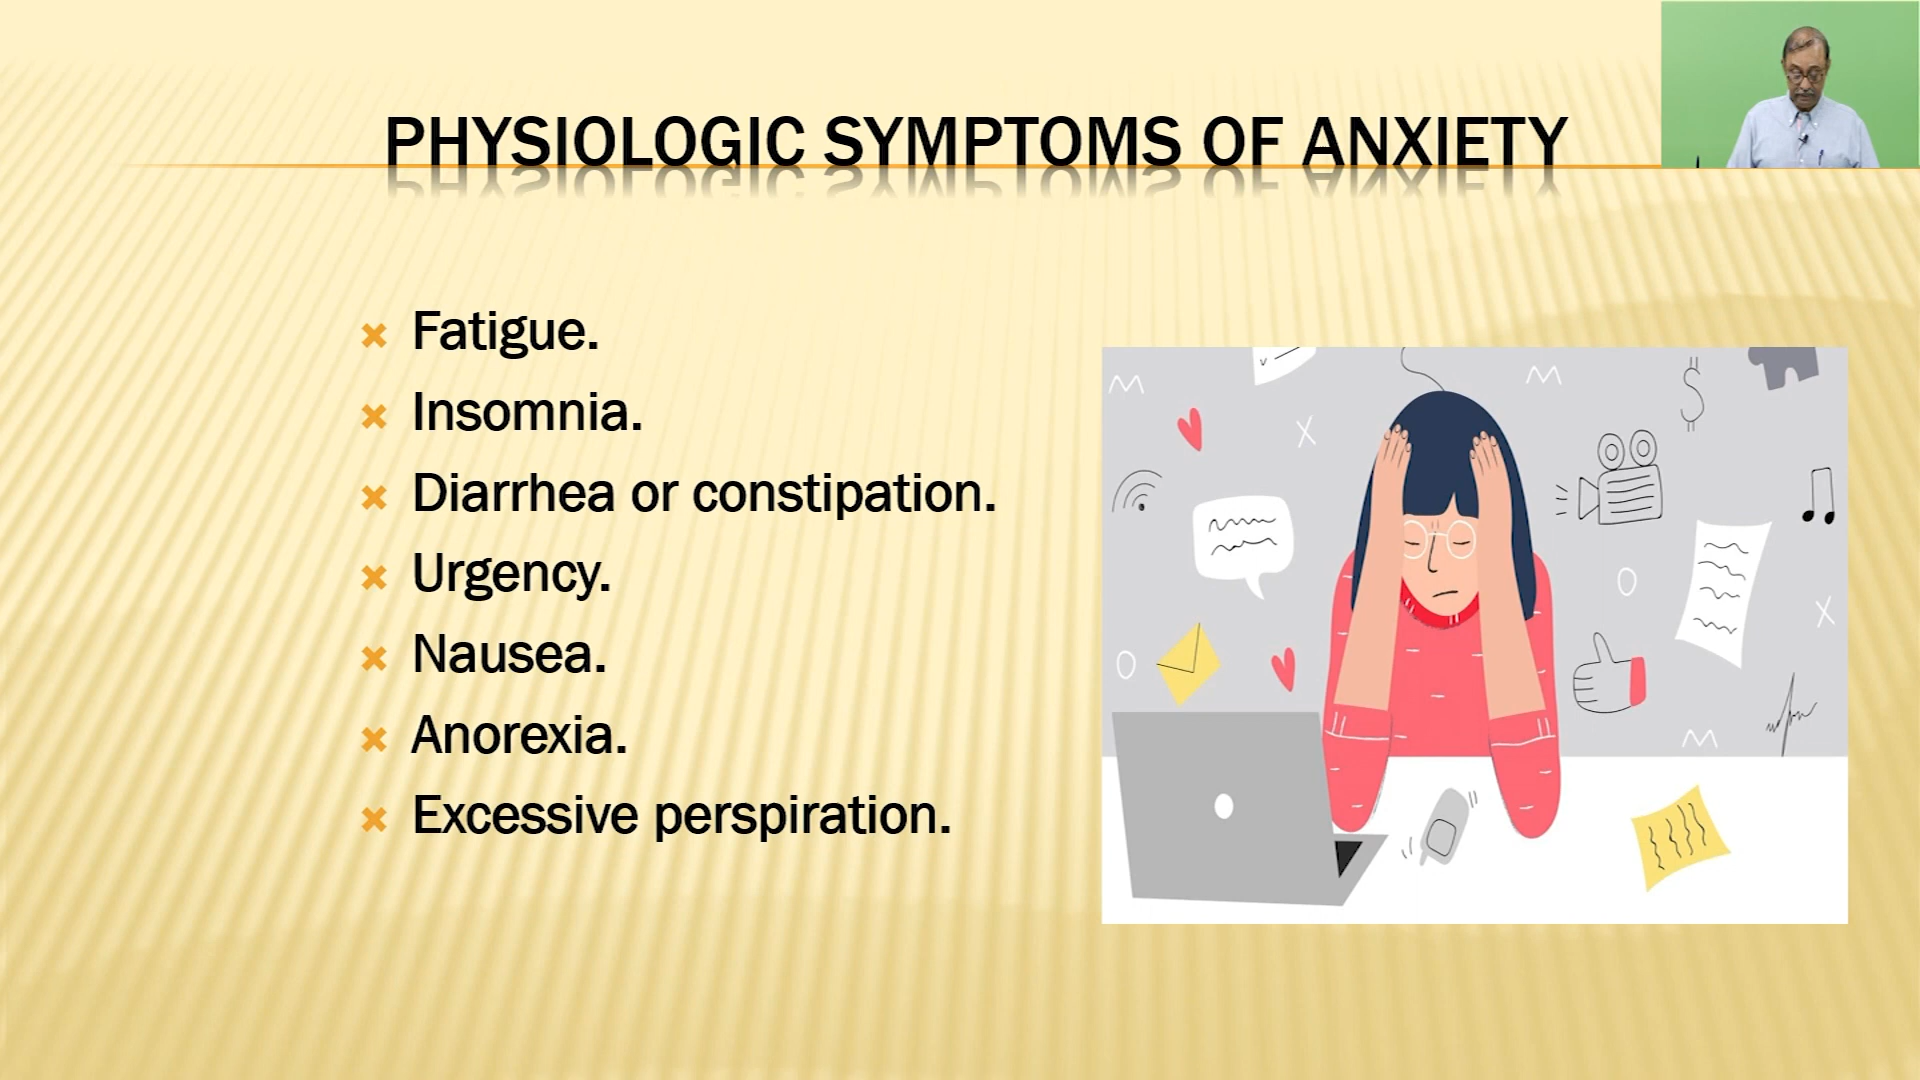 PHYSIOLOGIC SYMPTOMS OF ANXIETY
Fatigue.
Insomnia.
Diarrhea or constipation.
Urgency.
Nausea.
Anorexia.
Excessive perspiration.